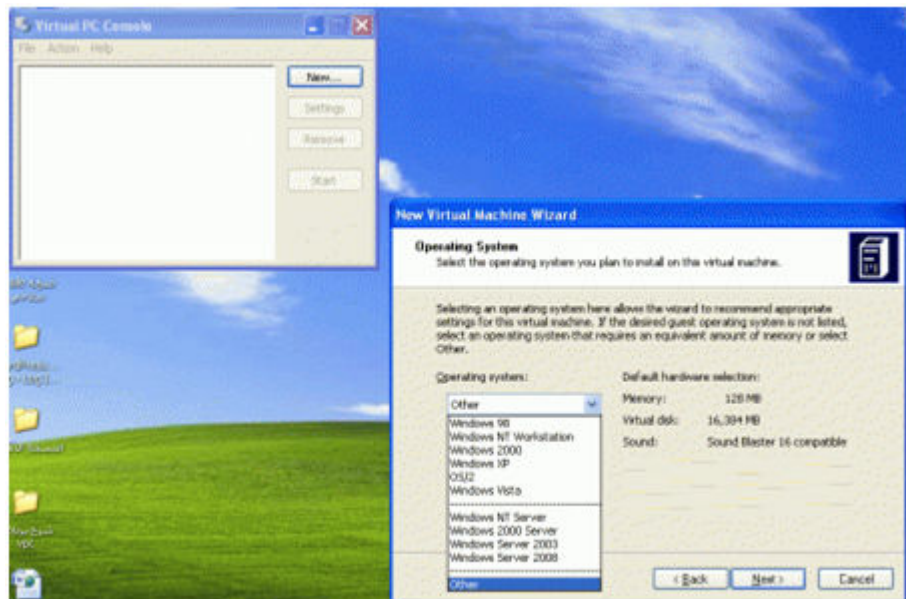 Virtual PC Console
File Action Help
New...
Settings
Remove
Start
New Virtual Machine Wizard
Operating System
Select the operating system you plan to install on this virtual machine.
Selecting an operating system here allows the wizard to recommend appropriate
settings for this virtual machine. If the desired guest operating system is not listed,
select an operating system that requires an equivalent amount of memory or select
Other.
Operating system:
Default hardware selection:
Other
Memory: 128 MB
Virtual disk: 16,384 MB
Sound: Sound Blaster 16 compatible
Windows 98
Windows NT Workstation
Windows 2000
Windows XP
OS/2
Windows Vista
Windows NT Server
Windows 2000 Server
Windows Server 2003
Windows Server 2008
Other
< Back Next > Cancel
VPC